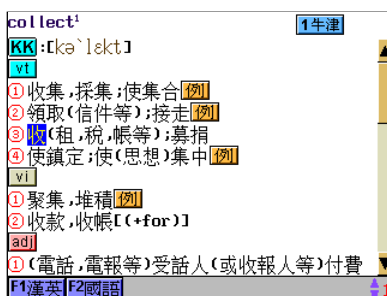 collect¹ 1牛津
KK:[kə`lɛkt]
vt
①收集,採集;使集合例
②領取(信件等);接走例
③收(租,稅,帳等);募捐
④使鎮定;使(思想)集中例
vi
①聚集,堆積例
②收款,收帳[(+for)]
adj
①(電話,電報等)受話人(或收報人等)付費
F1漢英 F2國語